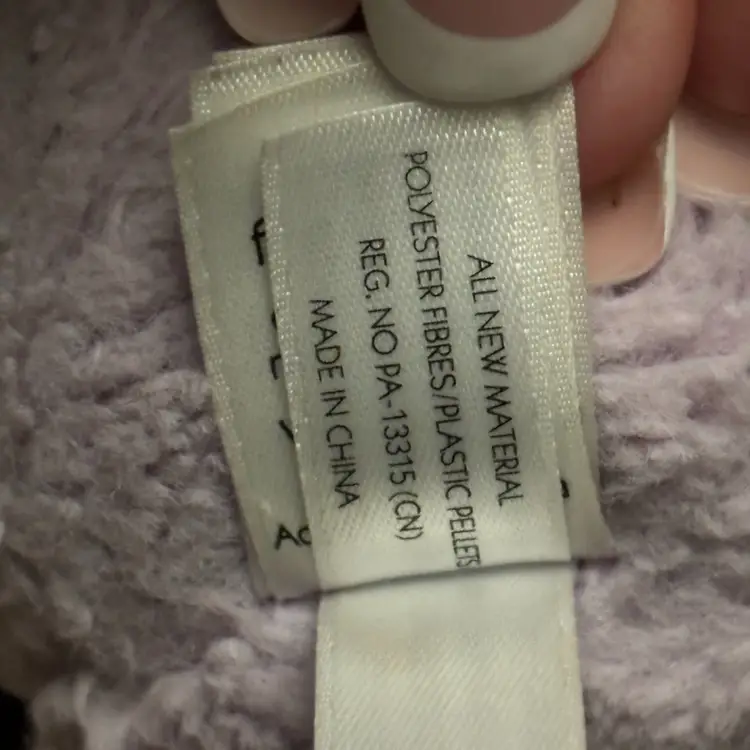 ALL NEW MATERIAL
POLYESTER FIBRES/PLASTIC PELLETS
REG. NO PA-13315 (CN)
MADE IN CHINA